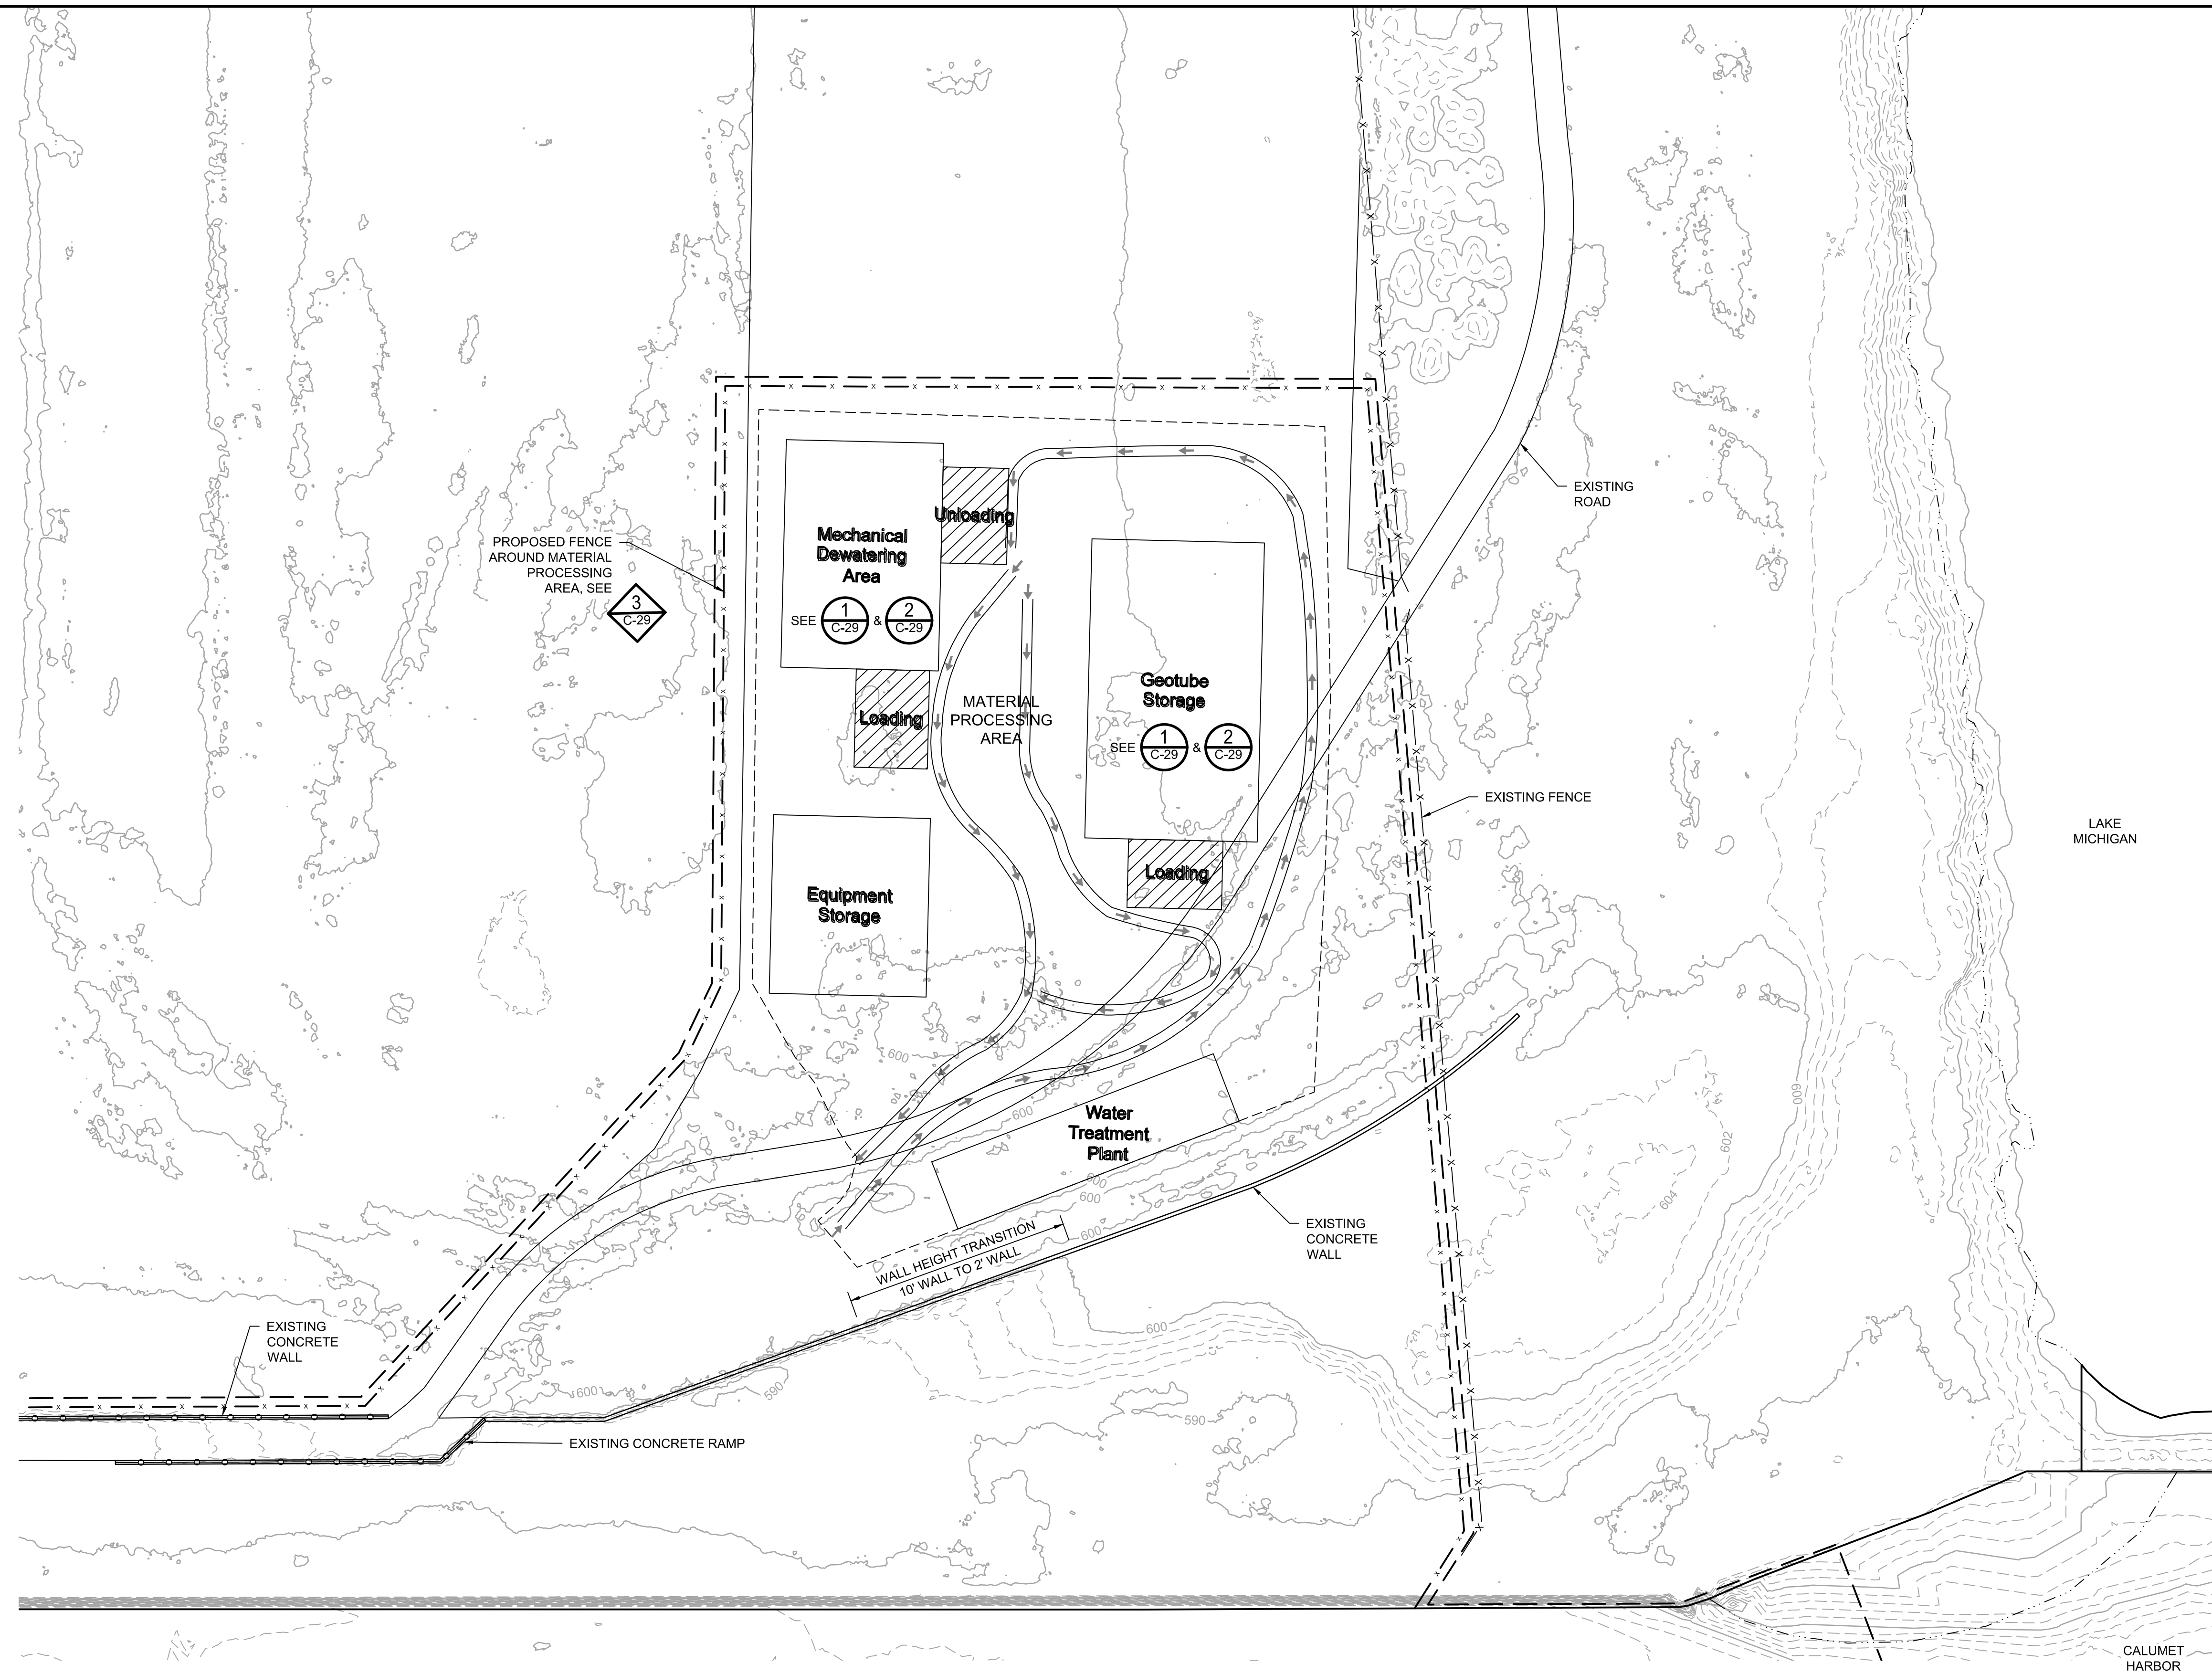 EXISTING
ROAD
Unloading
Mechanical
Dewatering
Area
SEE 1 C-29 & 2 C-29
PROPOSED FENCE
AROUND MATERIAL
PROCESSING
AREA, SEE
3
C-29
Loading
MATERIAL
PROCESSING
AREA
Geotube
Storage
SEE 1 C-29 & 2 C-29
EXISTING FENCE
LAKE
MICHIGAN
Loading
Equipment
Storage
600
600
Water
Treatment
Plant
600
600
600
600
602
604
WALL HEIGHT TRANSITION
10' WALL TO 2' WALL
EXISTING
CONCRETE
WALL
EXISTING
CONCRETE
WALL
600
600
590
590
EXISTING CONCRETE RAMP
CALUMET
HARBOR